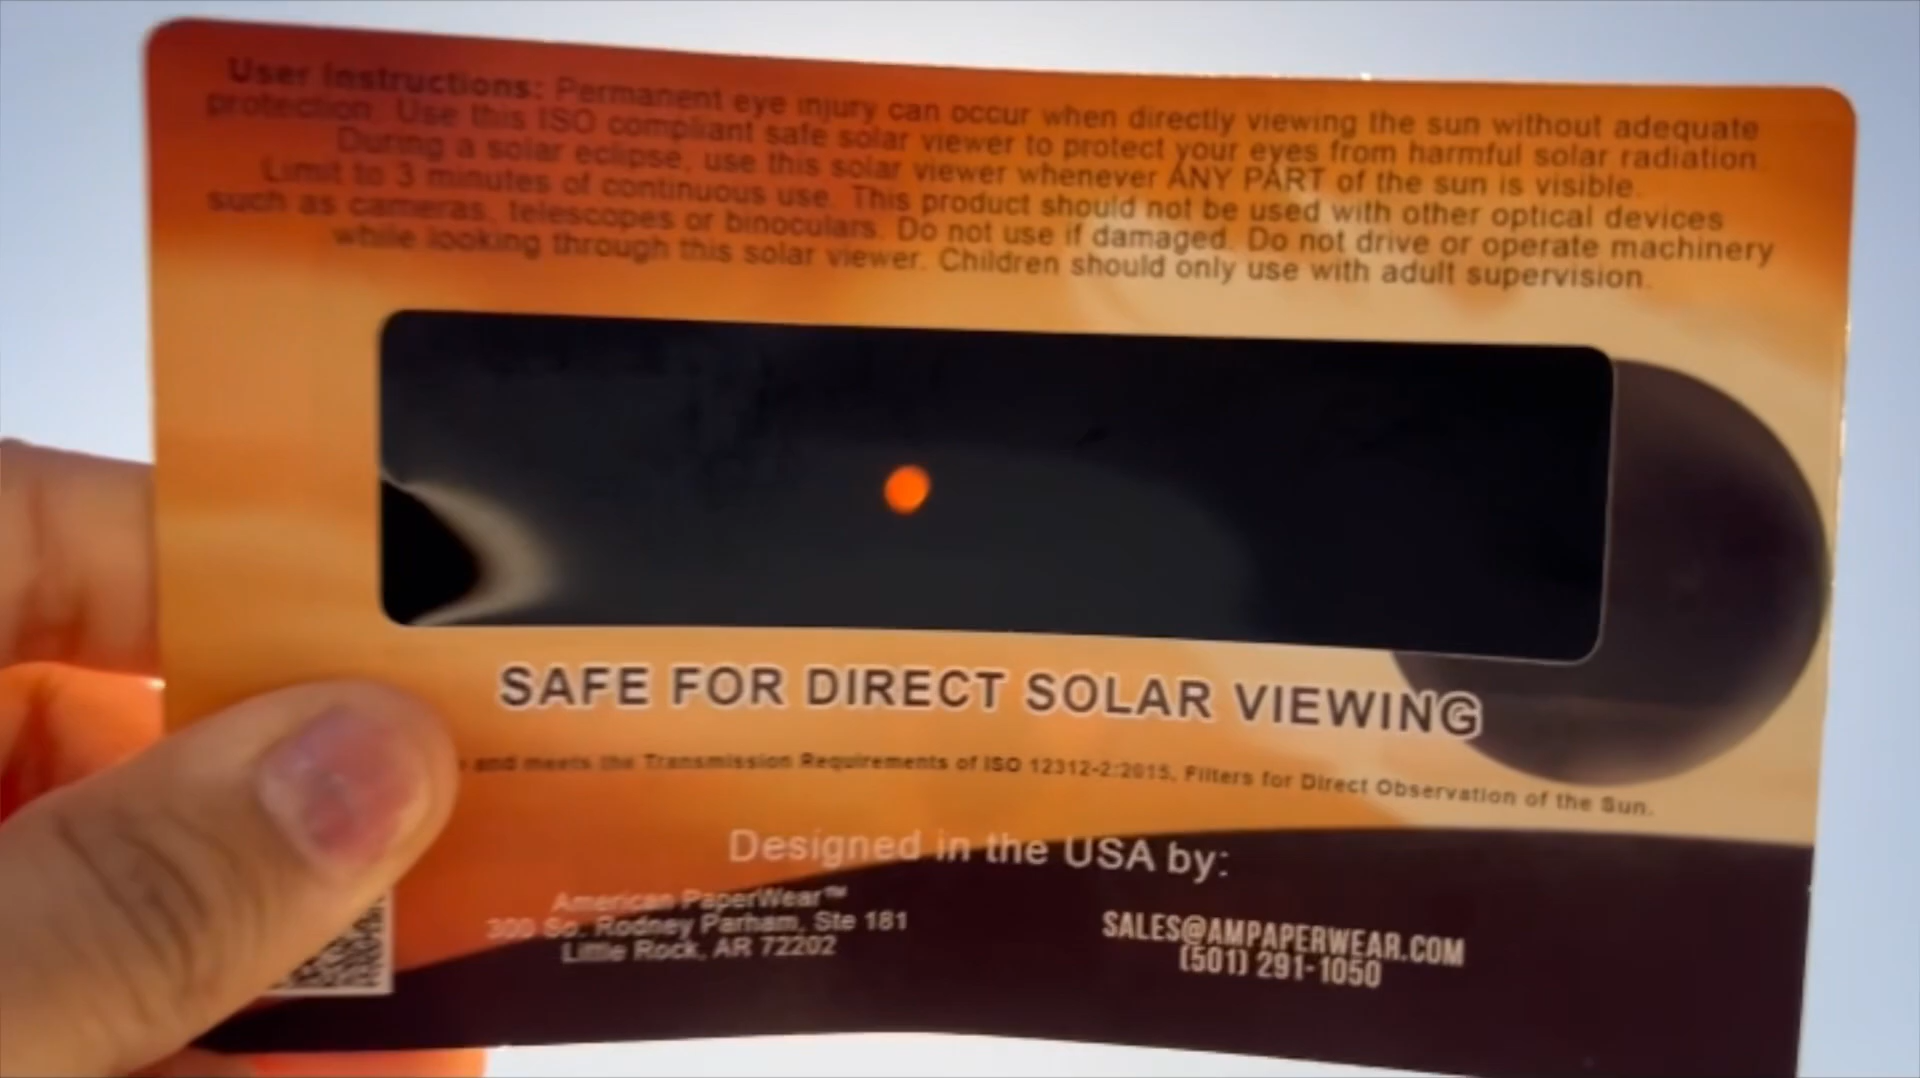 User Instructions: Permanent eye injury can occur when directly viewing the sun without adequate
protection. Use this ISO compliant safe solar viewer to protect your eyes from harmful solar radiation.
During a solar eclipse, use this solar viewer whenever ANY PART of the sun is visible.
Limit to 3 minutes of continuous use. This product should not be used with other optical devices
such as cameras, telescopes or binoculars. Do not use if damaged. Do not drive or operate machinery
while looking through this solar viewer. Children should only use with adult supervision.
SAFE FOR DIRECT SOLAR VIEWING
and meets the Transmission Requirements of ISO 12312-2:2015, Filters for Direct Observation of the Sun.
Designed in the USA by:
American PaperWear™
300 So. Rodney Parham, Ste 181
Little Rock, AR 72202
SALES@AMPAPERWEAR.COM
(501) 291-1050